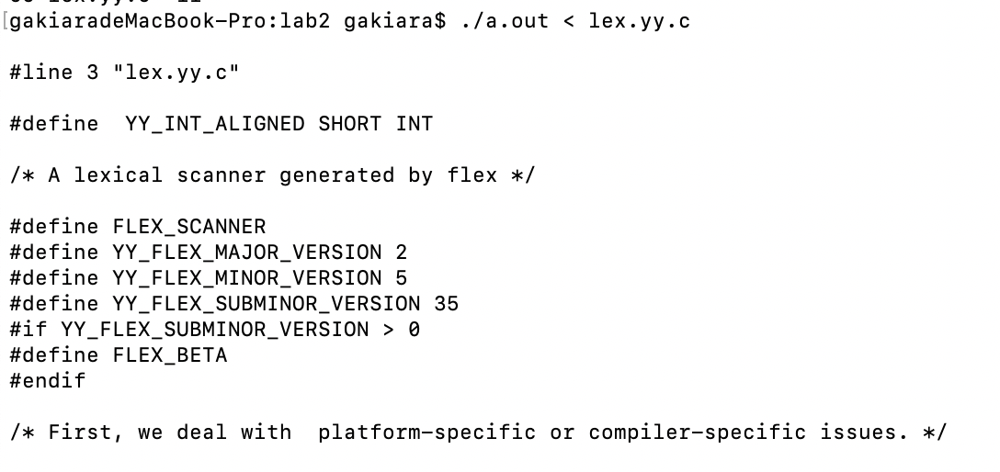 [gakiaradeMacBook-Pro:lab2 gakiara$ ./a.out < lex.yy.c
#line 3 "lex.yy.c"
#define  YY_INT_ALIGNED SHORT INT
/* A lexical scanner generated by flex */
#define FLEX_SCANNER
#define YY_FLEX_MAJOR_VERSION 2
#define YY_FLEX_MINOR_VERSION 5
#define YY_FLEX_SUBMINOR_VERSION 35
#if YY_FLEX_SUBMINOR_VERSION > 0
#define FLEX_BETA
#endif
/* First, we deal with  platform-specific or compiler-specific issues. */